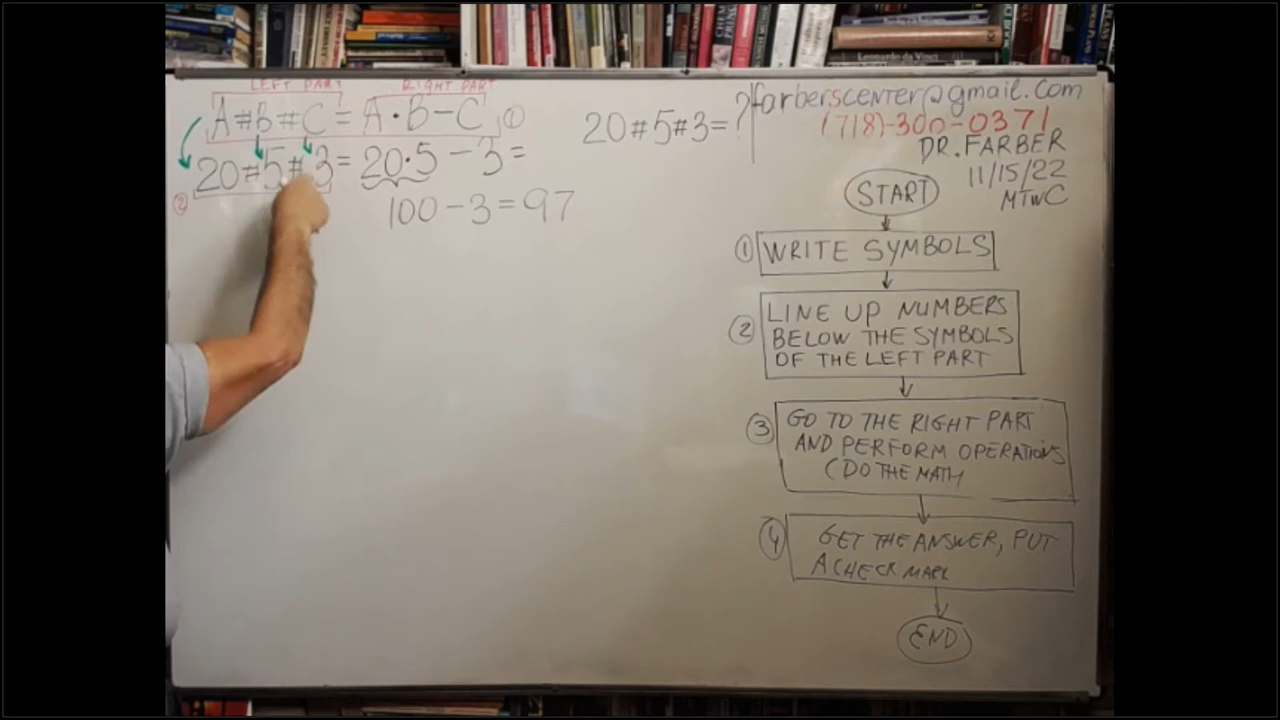 LEFT PART RIGHT PART
A#B#C=A·B-C ①
20#5#3=20·5-3=
② 100-3=97
20#5#3=?
farberscenter@gmail.com
(718)-300-0371
DR. FARBER
11/15/22
MTWC
START
① WRITE SYMBOLS
② LINE UP NUMBERS
BELOW THE SYMBOLS
OF THE LEFT PART
③ GO TO THE RIGHT PART
AND PERFORM OPERATIONS
(DO THE MATH
④ GET THE ANSWER, PUT
A CHECK MARK
END
Leonardo da Vinci